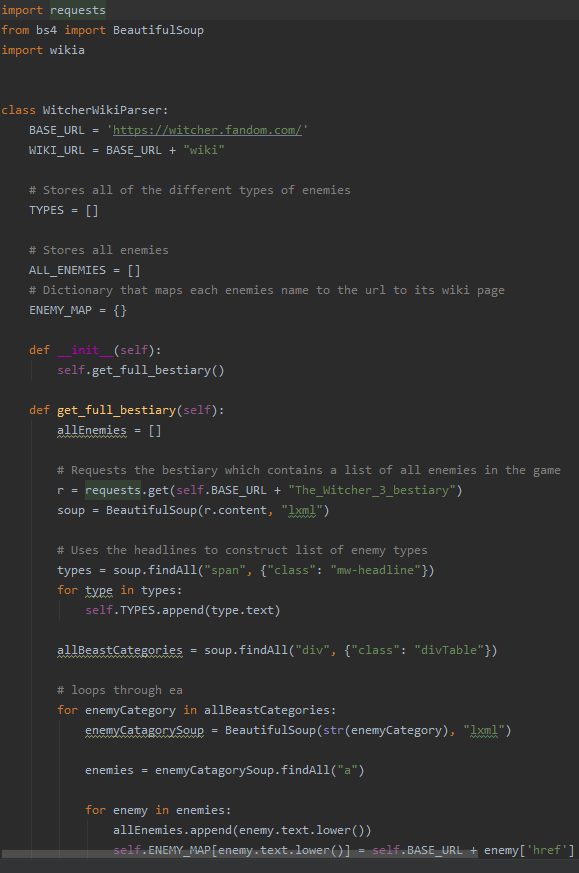 import requests
from bs4 import BeautifulSoup
import wikia
class WitcherWikiParser:
    BASE_URL = 'https://witcher.fandom.com/'
    WIKI_URL = BASE_URL + "wiki"
    # Stores all of the different types of enemies
    TYPES = []
    # Stores all enemies
    ALL_ENEMIES = []
    # Dictionary that maps each enemies name to the url to its wiki page
    ENEMY_MAP = {}
    def __init__(self):
        self.get_full_bestiary()
    def get_full_bestiary(self):
        allEnemies = []
        # Requests the bestiary which contains a list of all enemies in the game
        r = requests.get(self.BASE_URL + "The_Witcher_3_bestiary")
        soup = BeautifulSoup(r.content, "lxml")
        # Uses the headlines to construct list of enemy types
        types = soup.findAll("span", {"class": "mw-headline"})
        for type in types:
            self.TYPES.append(type.text)
        allBeastCategories = soup.findAll("div", {"class": "divTable"})
        # loops through ea
        for enemyCategory in allBeastCategories:
            enemyCatagorySoup = BeautifulSoup(str(enemyCategory), "lxml")
            enemies = enemyCatagorySoup.findAll("a")
            for enemy in enemies:
                allEnemies.append(enemy.text.lower())
                self.ENEMY_MAP[enemy.text.lower()] = self.BASE_URL + enemy['href']